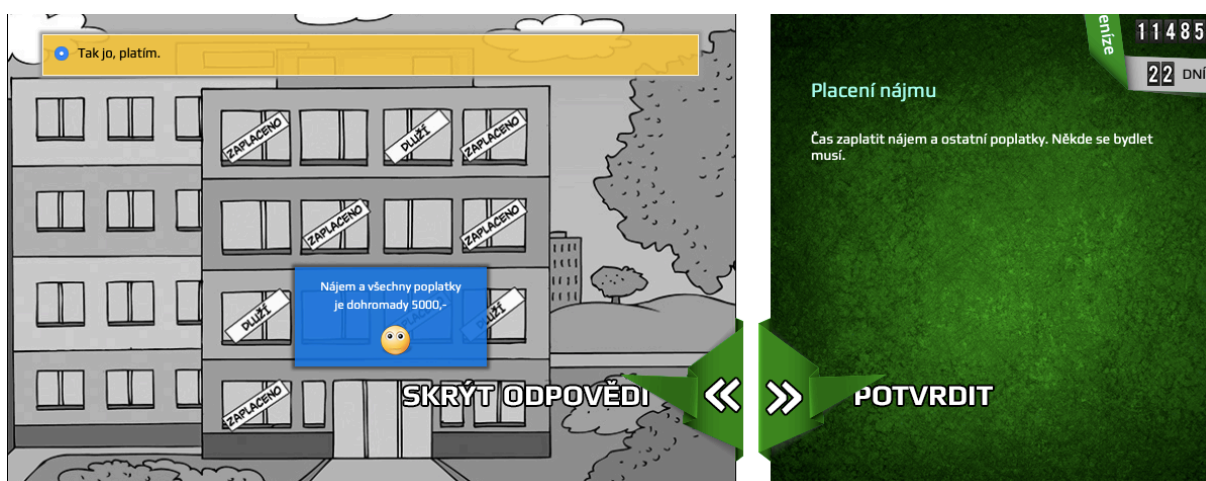 Tak jo, platím.
ZAPLACENO
DLUŽÍ
ZAPLACENO
ZAPLACENO
ZAPLACENO
DLUŽÍ
DLUŽÍ
Nájem a všechny poplatky
je dohromady 5000,-
ZAPLACENO
SKRÝT ODPOVĚDI
eníze
11485
22 DNÍ
Placení nájmu
Čas zaplatit nájem a ostatní poplatky. Někde se bydlet
musí.
POTVRDIT